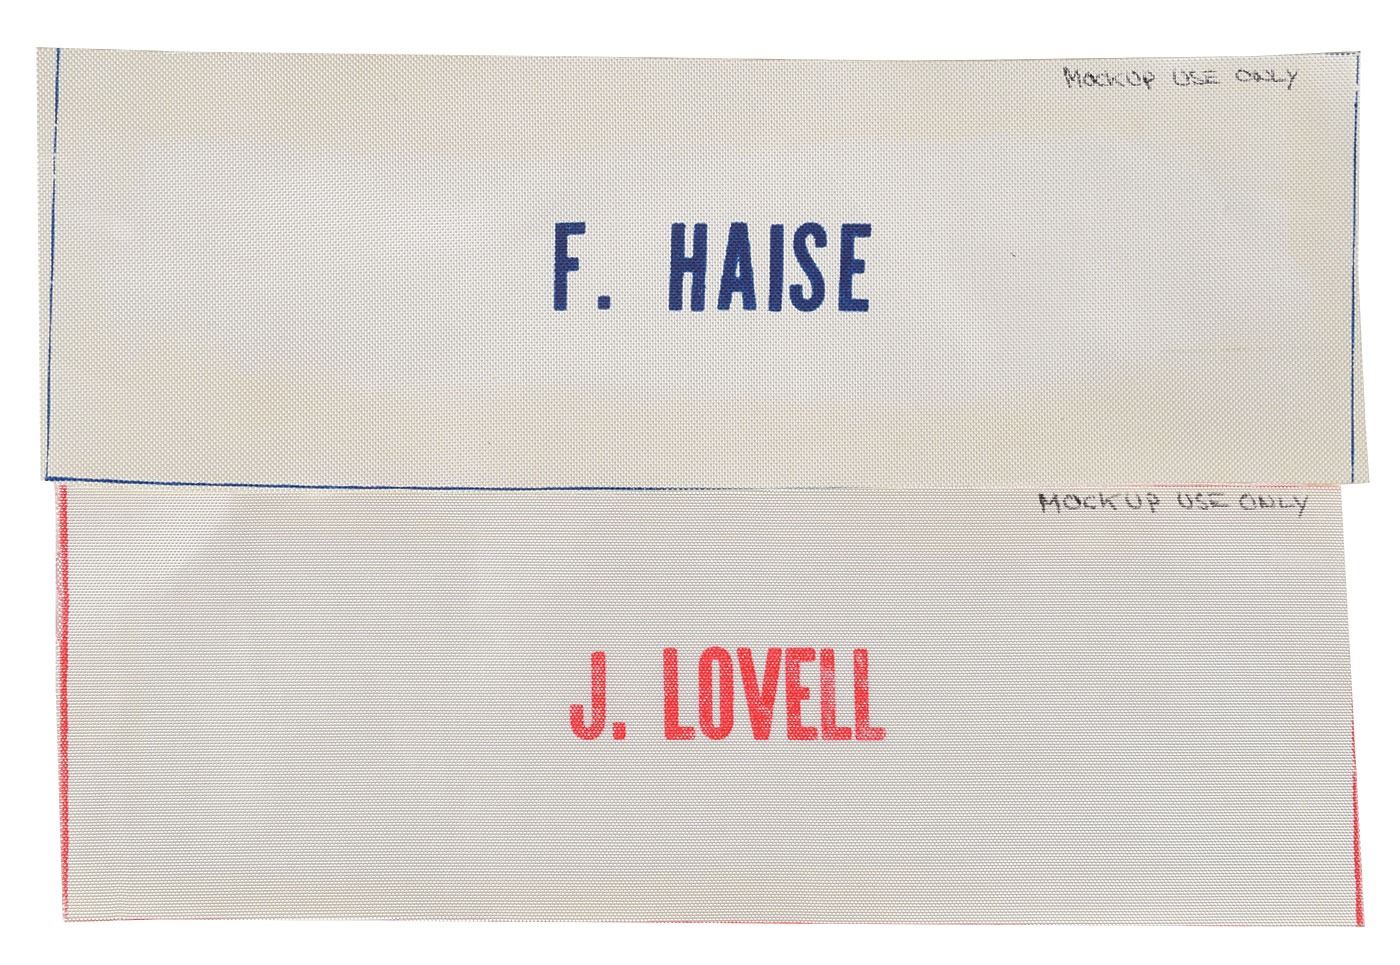 MOCKUP USE ONLY
F. HAISE
MOCKUP USE ONLY
J. LOVELL